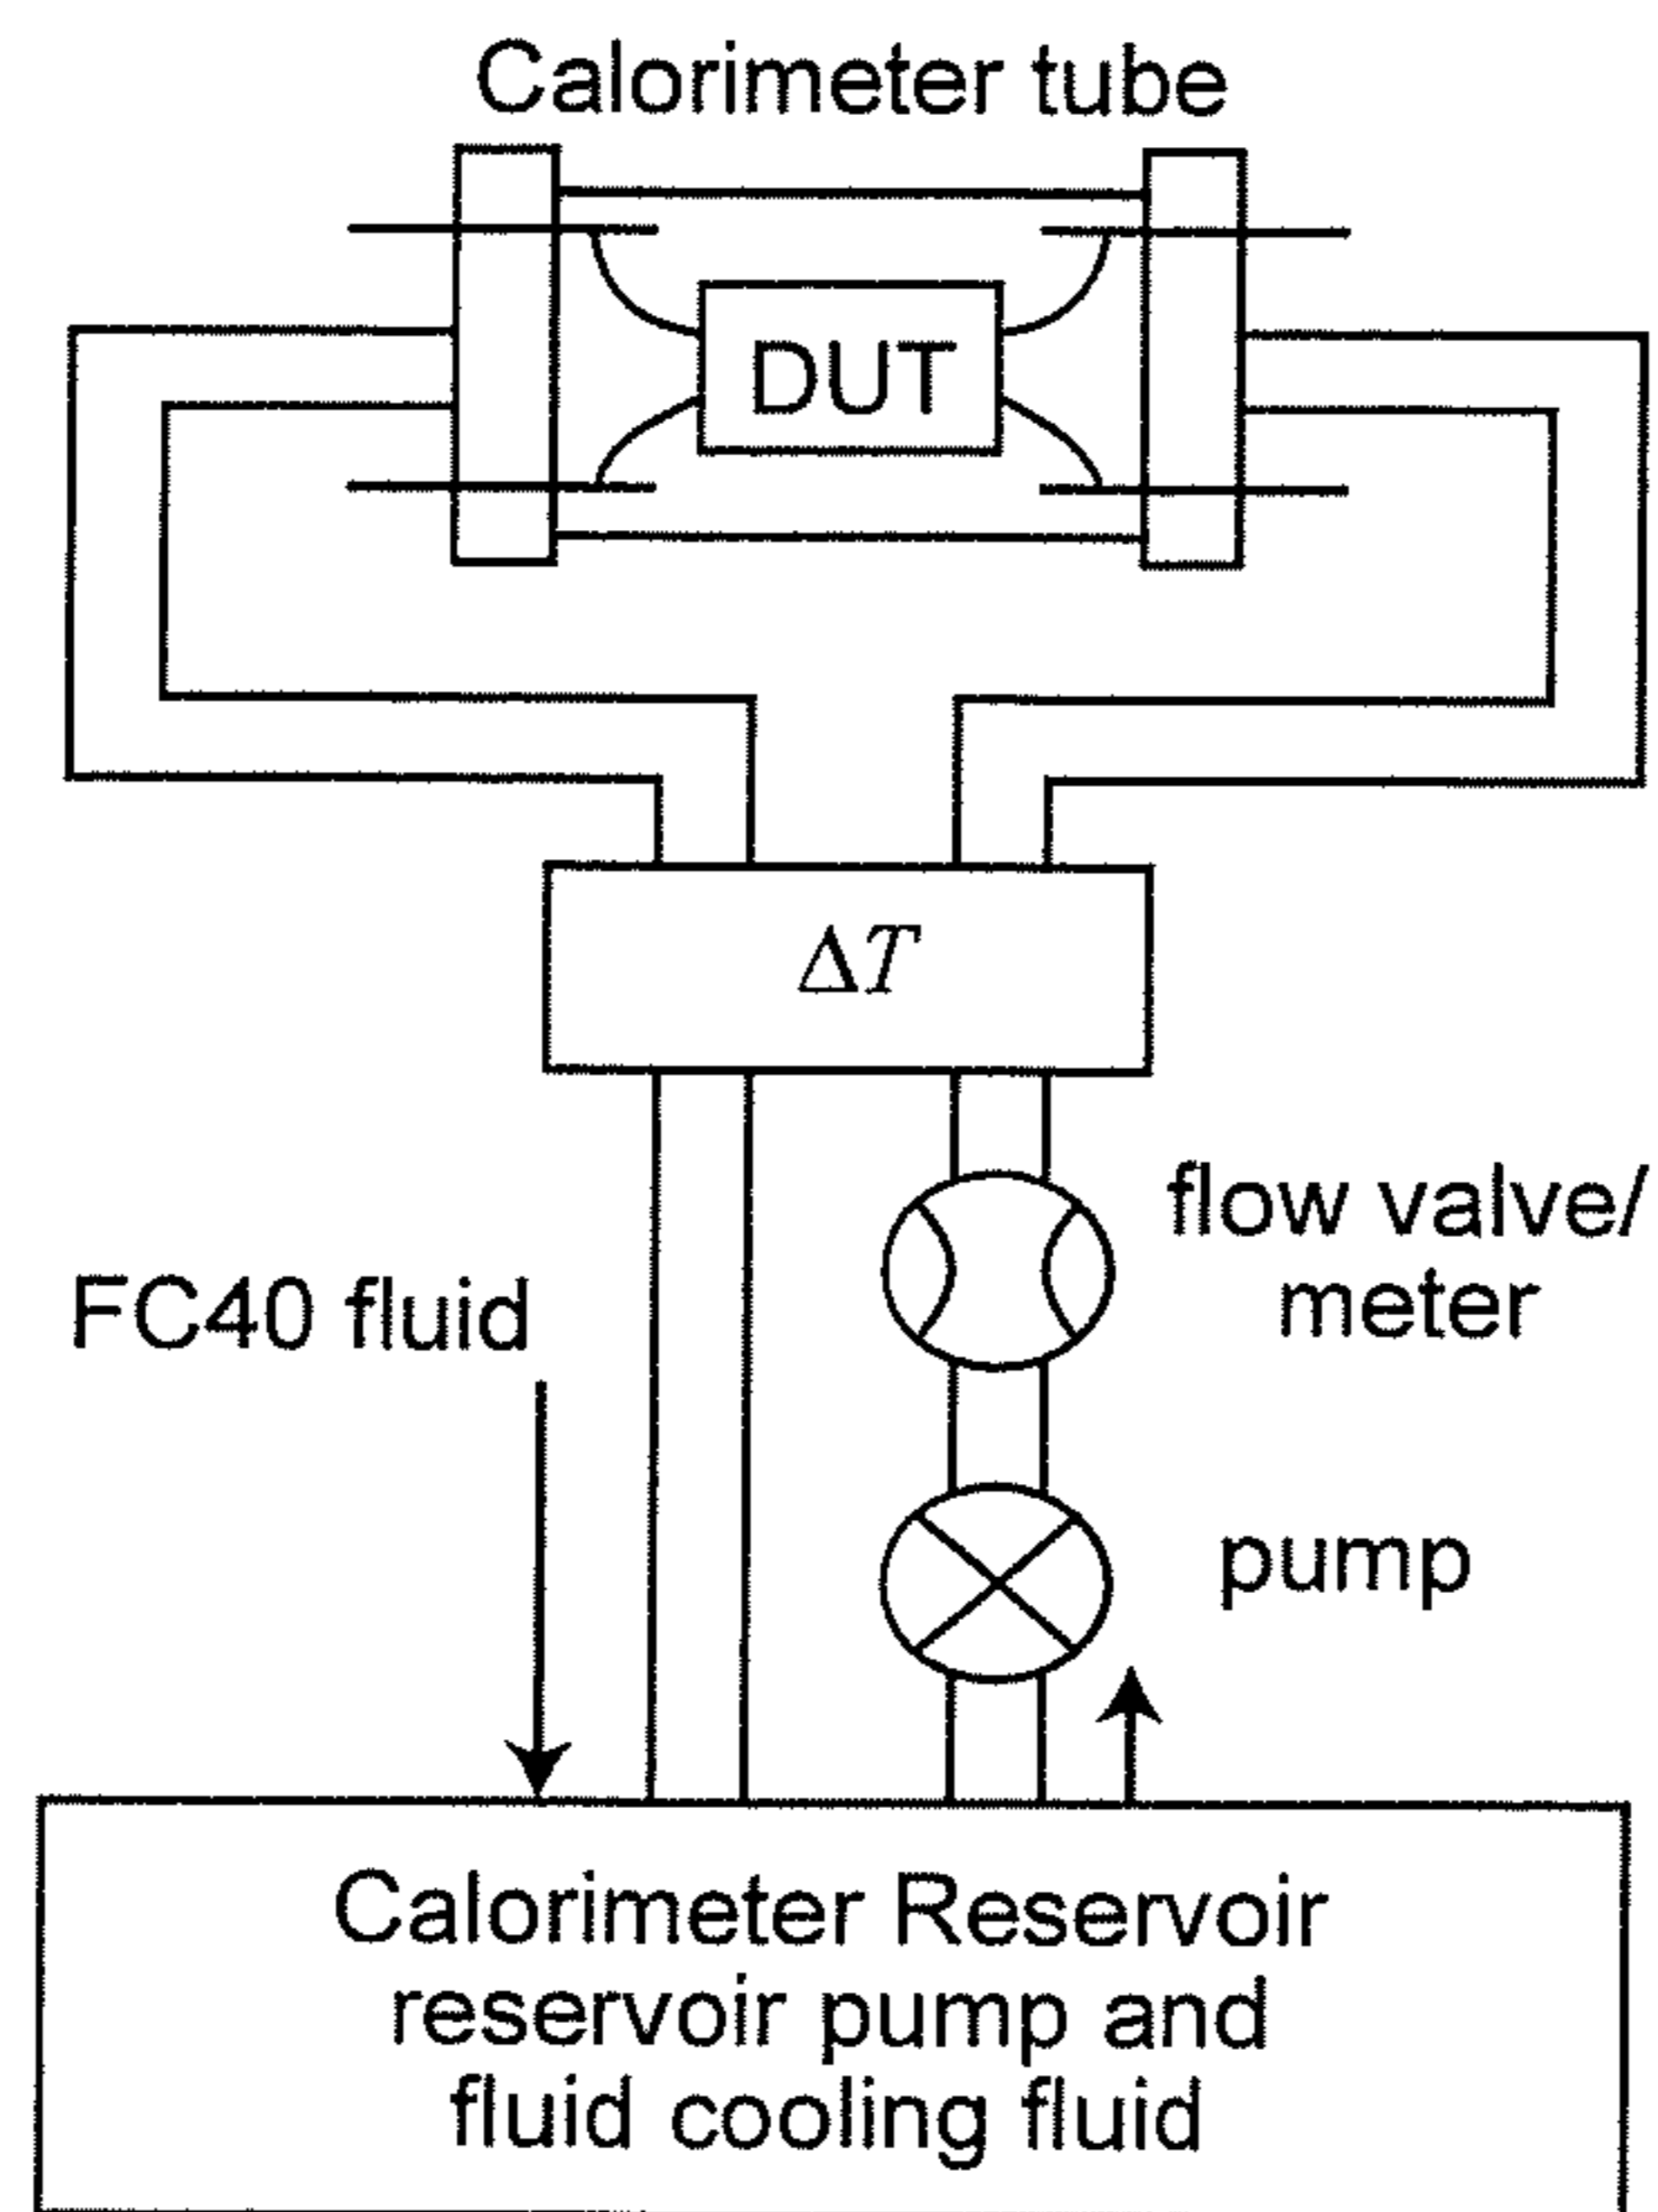 Calorimeter tube
DUT
ΔT
flow valve/
meter
FC40 fluid
pump
Calorimeter Reservoir
reservoir pump and
fluid cooling fluid